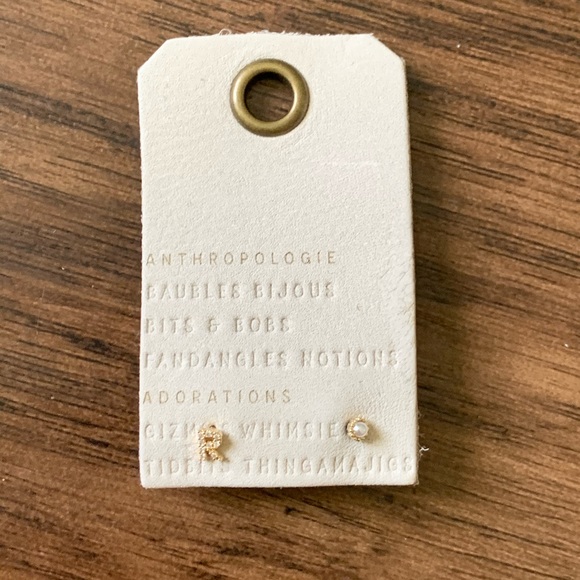 ANTHROPOLOGIE
BAUBLES BIJOUS
BITS & BOBS
FANDANGLES NOTIONS
ADORATIONS
WHIMSIE
R
THINGAMAJIGS